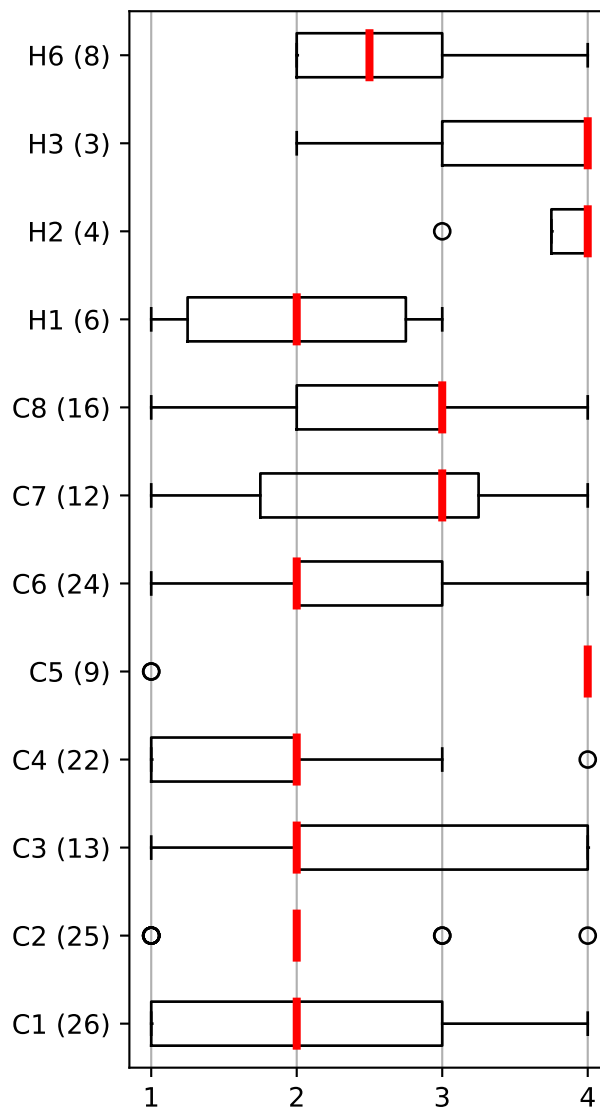 H6 (8)
H3 (3)
H2 (4)
H1 (6)
C8 (16)
C7 (12)
C6 (24)
C5 (9)
C4 (22)
C3 (13)
C2 (25)
C1 (26)
1 2 3 4